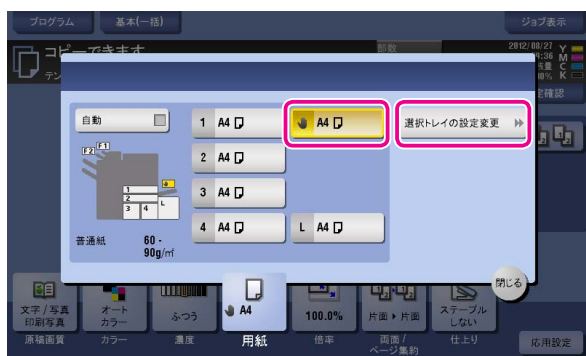 プログラム
基本(一括)
ジョブ表示
コピーできます
部数
2012/08/27
Y
M
C
K
自動
1 A4
A4
選択トレイの設定変更
F2
F1
2 A4
1
2
3
4
L
3 A4
普通紙
60 -
90g/㎡
4 A4
L A4
閉じる
文字/写真
印刷写真
オート
カラー
ふつう
A4
100.0%
片面▶片面
ステープル
しない
原稿画質
カラー
濃度
用紙
倍率
両面/
ページ集約
仕上り
応用設定